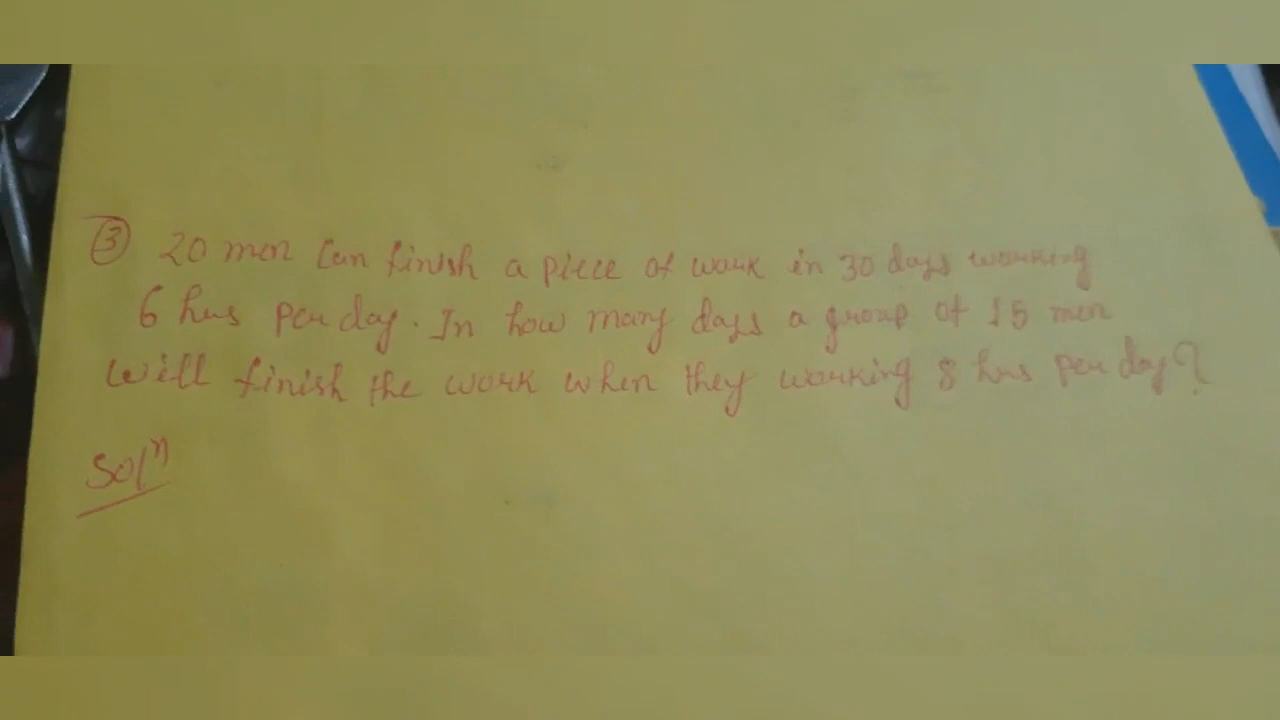 ③ 20 men Can finish a piece of work in 30 days working
6 hrs per day. In how many days a group of 15 men
will finish the work when they working 8 hrs per day?
Solⁿ